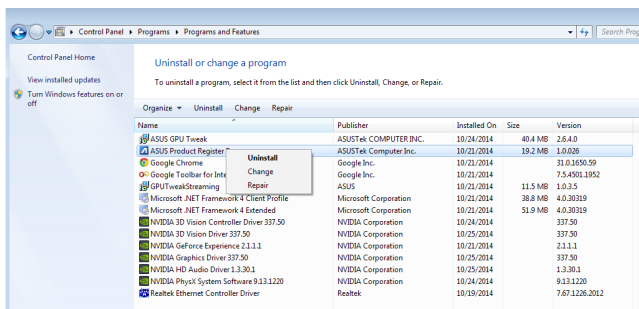 Control Panel ▸ Programs ▸ Programs and Features
Search Prog
Control Panel Home
View installed updates
Turn Windows features on or
off
Uninstall or change a program
To uninstall a program, select it from the list and then click Uninstall, Change, or Repair.
Organize Uninstall Change Repair
Name Publisher Installed On Size Version
ASUS GPU Tweak ASUSTek COMPUTER INC. 10/24/2014 40.4 MB 2.6.4.0
ASUS Product Register ASUSTek Computer Inc. 10/21/2014 19.2 MB 1.0.026
Google Chrome Google Inc. 10/21/2014 31.0.1650.59
Google Toolbar for Inte Google Inc. 10/21/2014 7.5.4501.1952
GPUTweakStreaming ASUS 10/21/2014 11.5 MB 1.0.3.5
Microsoft .NET Framework 4 Client Profile Microsoft Corporation 10/21/2014 38.8 MB 4.0.30319
Microsoft .NET Framework 4 Extended Microsoft Corporation 10/21/2014 51.9 MB 4.0.30319
NVIDIA 3D Vision Controller Driver 337.50 NVIDIA Corporation 10/24/2014 337.50
NVIDIA 3D Vision Driver 337.50 NVIDIA Corporation 10/25/2014 337.50
NVIDIA GeForce Experience 2.1.1.1 NVIDIA Corporation 10/21/2014 2.1.1.1
NVIDIA Graphics Driver 337.50 NVIDIA Corporation 10/25/2014 337.50
NVIDIA HD Audio Driver 1.3.30.1 NVIDIA Corporation 10/25/2014 1.3.30.1
NVIDIA PhysX System Software 9.13.1220 NVIDIA Corporation 10/24/2014 9.13.1220
Realtek Ethernet Controller Driver Realtek 10/19/2014 7.67.1226.2012
Uninstall
Change
Repair